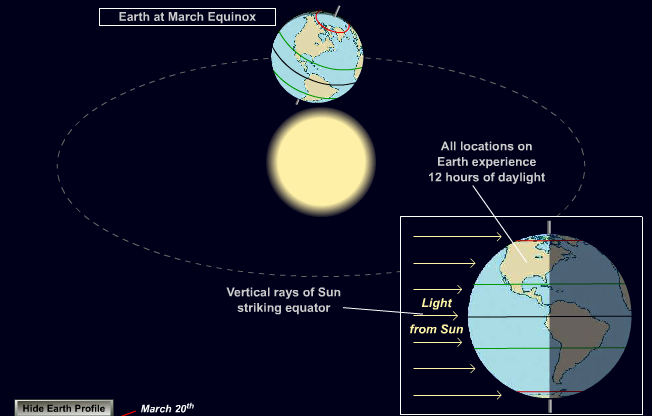 Earth at March Equinox
All locations on
Earth experience
12 hours of daylight
Vertical rays of Sun
striking equator
Light
from Sun
Hide Earth Profile
March 20th